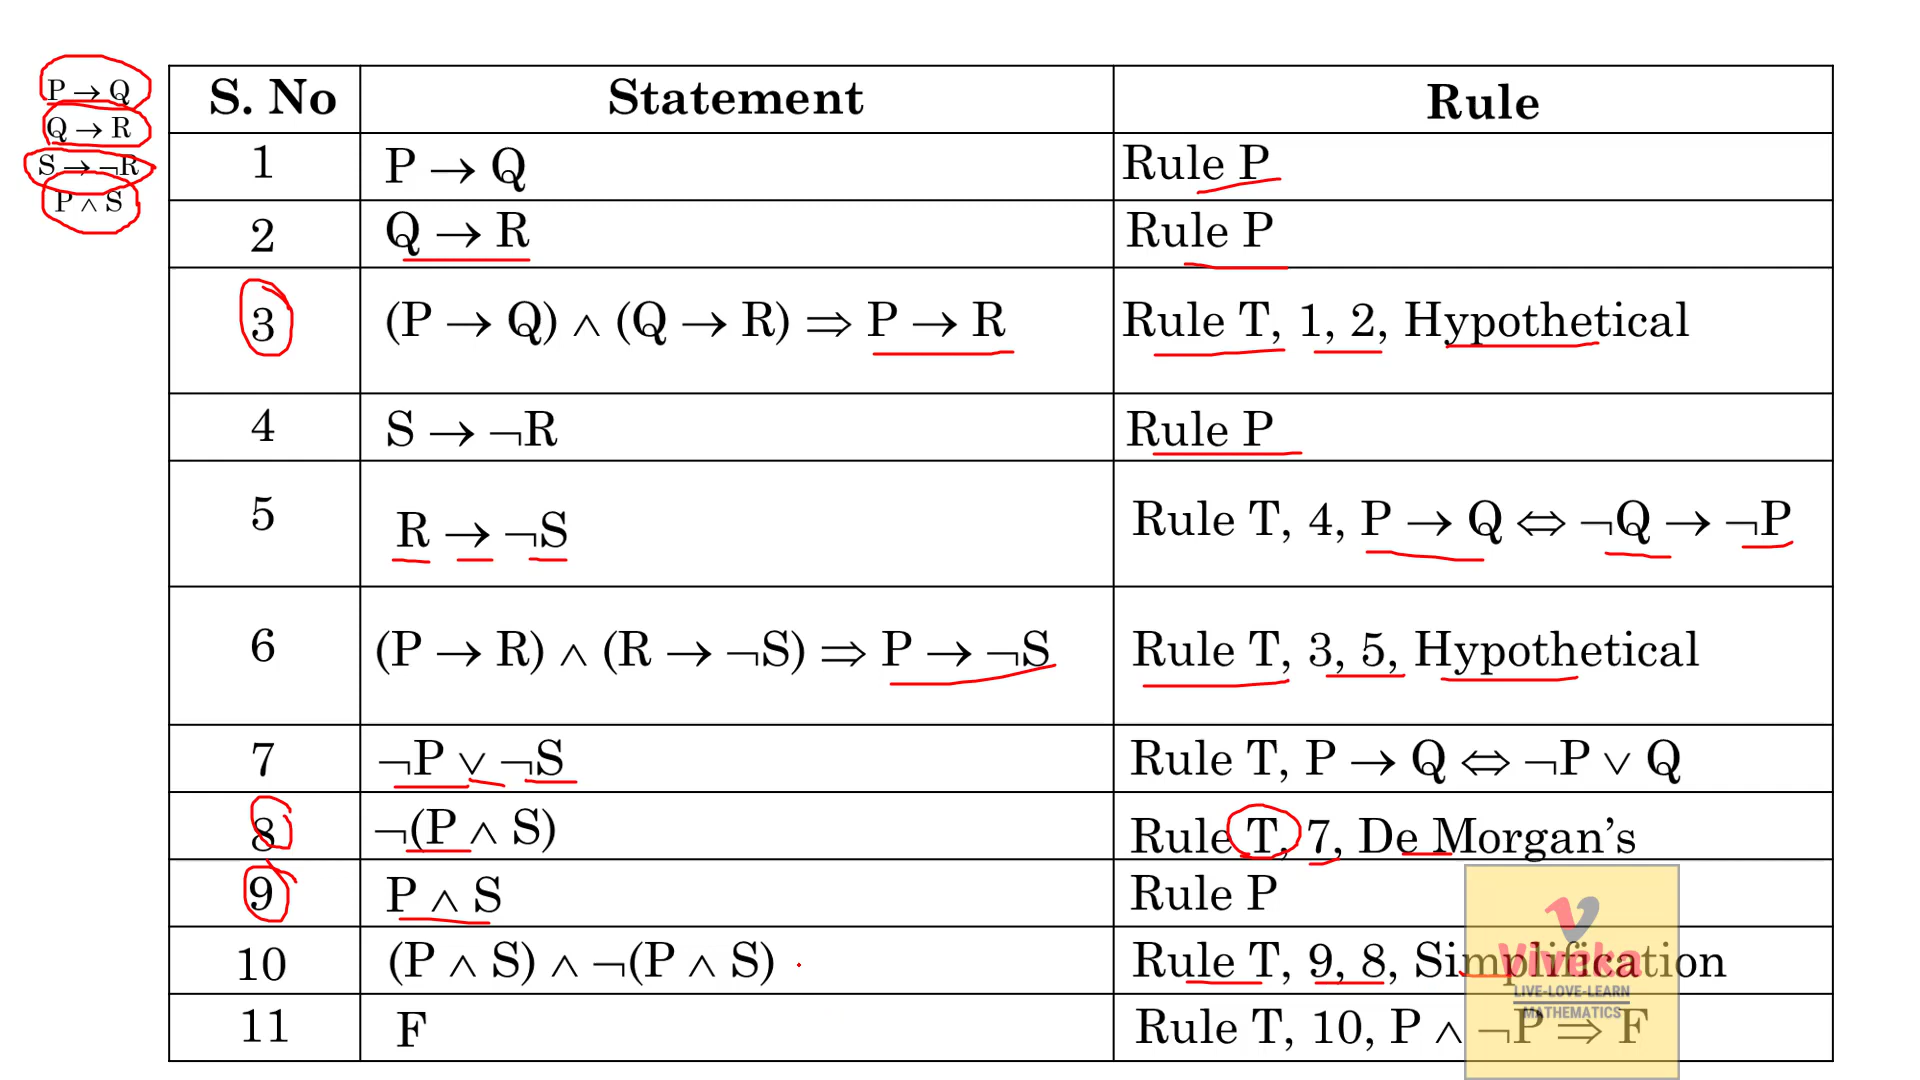 P → Q
Q → R
S → ¬R
P ∧ S
S. No Statement Rule
1 P → Q Rule P
2 Q → R Rule P
3 (P → Q) ∧ (Q → R) ⇒ P → R Rule T, 1, 2, Hypothetical
4 S → ¬R Rule P
5 R → ¬S Rule T, 4, P → Q ⇔ ¬Q → ¬P
6 (P → R) ∧ (R → ¬S) ⇒ P → ¬S Rule T, 3, 5, Hypothetical
7 ¬P ∨ ¬S Rule T, P → Q ⇔ ¬P ∨ Q
8 ¬(P ∧ S) Rule T, 7, De Morgan’s
9 P ∧ S Rule P
10 (P ∧ S) ∧ ¬(P ∧ S) Rule T, 9, 8, Simplification
11 F Rule T, 10, P ∧ ¬P ⇒ F
Viveka
LIVE-LOVE-LEARN
MATHEMATICS